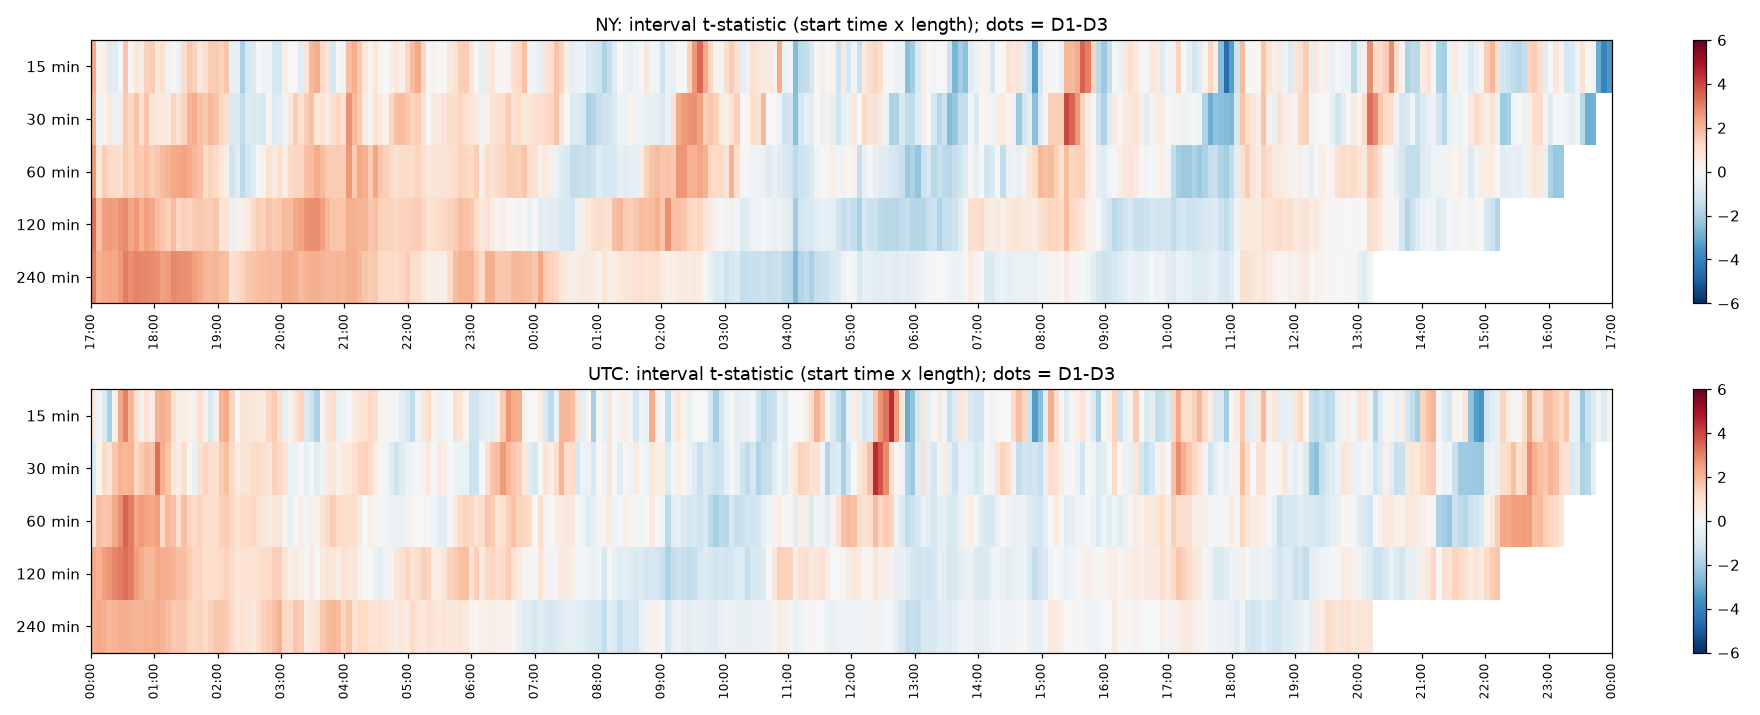 NY: interval t-statistic (start time x length); dots = D1-D3
15 min
30 min
60 min
120 min
240 min
17:00 18:00 19:00 20:00 21:00 22:00 23:00 00:00 01:00 02:00 03:00 04:00 05:00 06:00 07:00 08:00 09:00 10:00 11:00 12:00 13:00 14:00 15:00 16:00 17:00
6
4
2
0
−2
−4
−6
UTC: interval t-statistic (start time x length); dots = D1-D3
15 min
30 min
60 min
120 min
240 min
00:00 01:00 02:00 03:00 04:00 05:00 06:00 07:00 08:00 09:00 10:00 11:00 12:00 13:00 14:00 15:00 16:00 17:00 18:00 19:00 20:00 21:00 22:00 23:00 00:00
6
4
2
0
−2
−4
−6